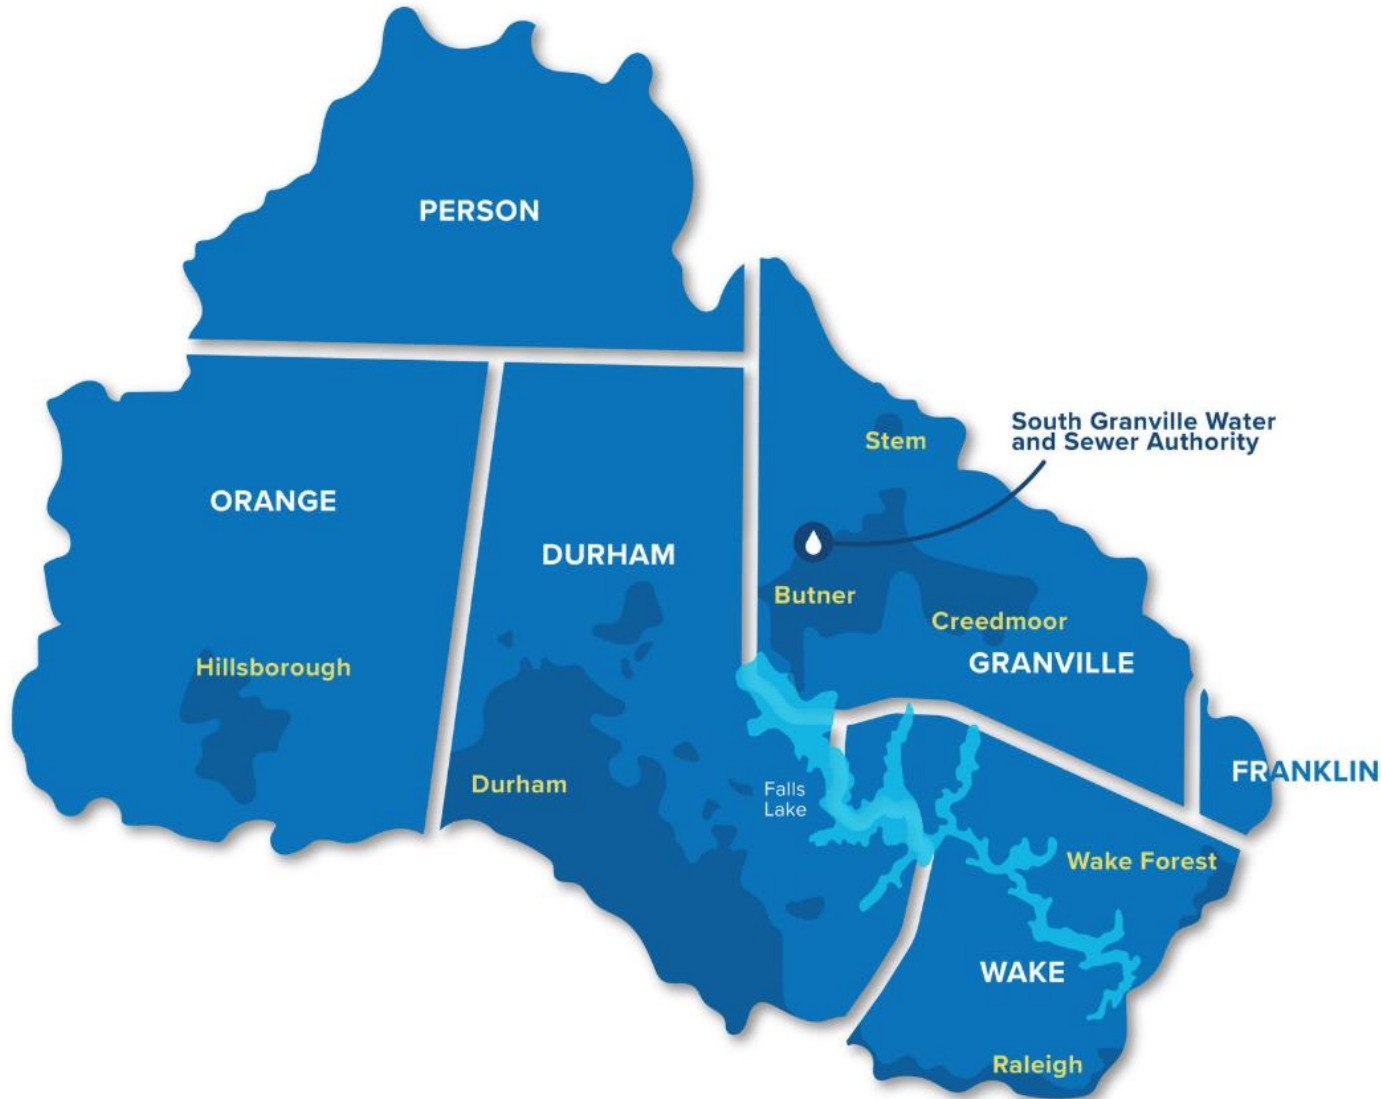 PERSON
South Granville Water
and Sewer Authority
Stem
ORANGE
DURHAM
Butner
Creedmoor
GRANVILLE
Hillsborough
Durham
Falls
Lake
FRANKLIN
Wake Forest
WAKE
Raleigh